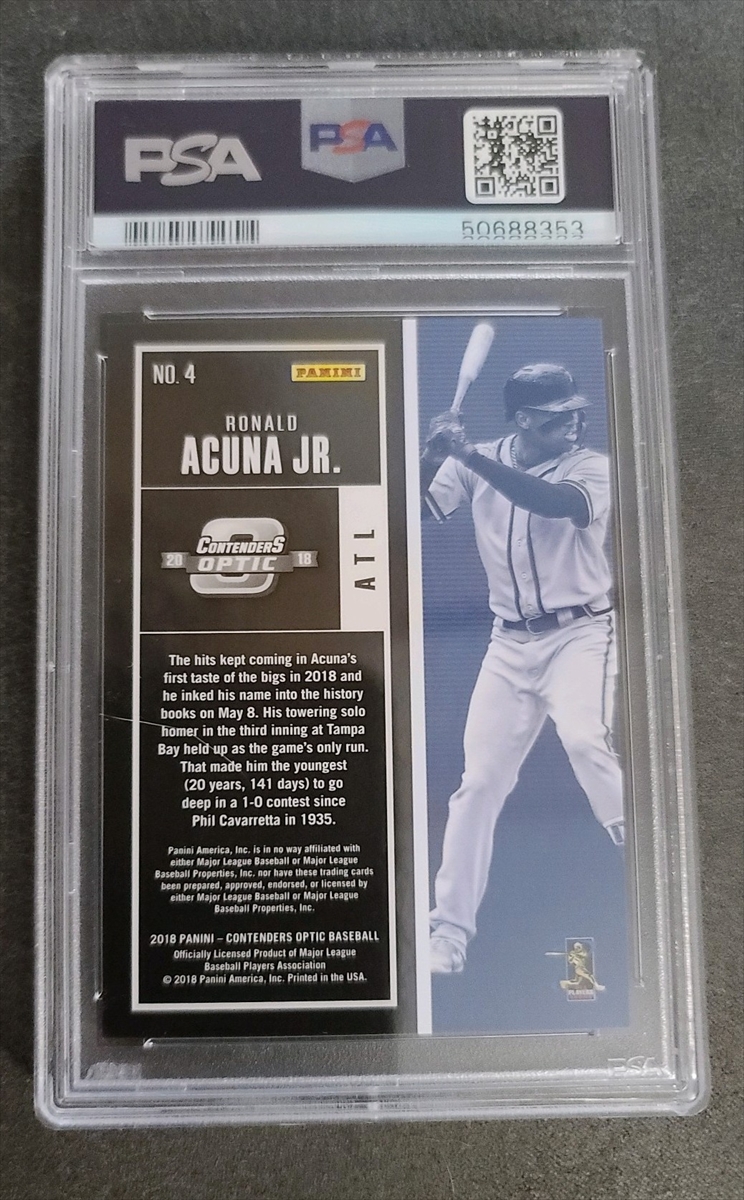 PSA
PSA
50688353
NO. 4
PANINI
RONALD
ACUNA JR.
20 CONTENDERS 18
OPTIC
ATL
The hits kept coming in Acuna's
first taste of the bigs in 2018 and
he inked his name into the history
books on May 8. His towering solo
homer in the third inning at Tampa
Bay held up as the game's only run.
That made him the youngest
(20 years, 141 days) to go
deep in a 1-0 contest since
Phil Cavarretta in 1935.
Panini America, Inc. is in no way affiliated with
either Major League Baseball or Major League
Baseball Properties, Inc. nor have these trading cards
been prepared, approved, endorsed, or licensed by
either Major League Baseball or Major League
Baseball Properties, Inc.
2018 PANINI – CONTENDERS OPTIC BASEBALL
Officially Licensed Product of Major League
Baseball Players Association
© 2018 Panini America, Inc. Printed in the USA.
PLAYERS
PSA